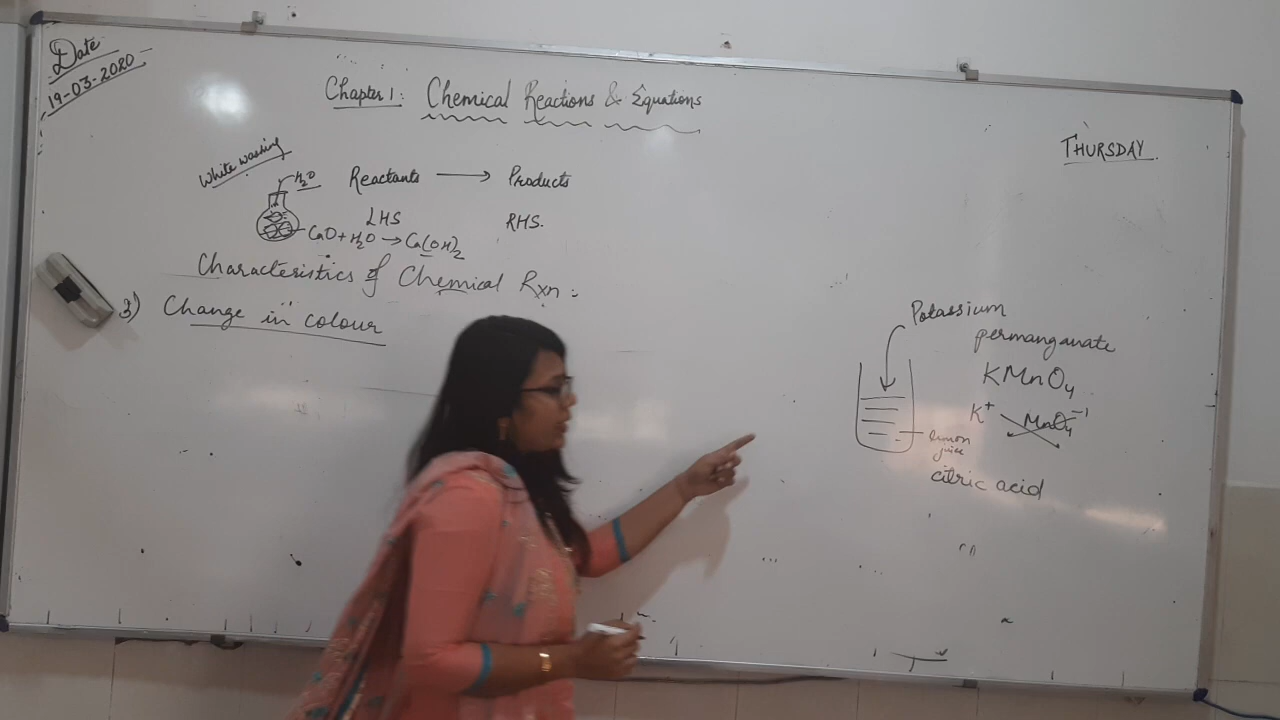 Date
19-03-2020
Chapter 1: Chemical Reactions & Equations
THURSDAY.
White washing
H₂O
Reactants ⟶ Products
LHS RHS.
CaO + H₂O → Ca(OH)₂
Characteristics of Chemical Rxn :
3) Change in colour
Potassium
permanganate
KMnO₄
K⁺ MnO₄⁻¹
lemon
juice
citric acid